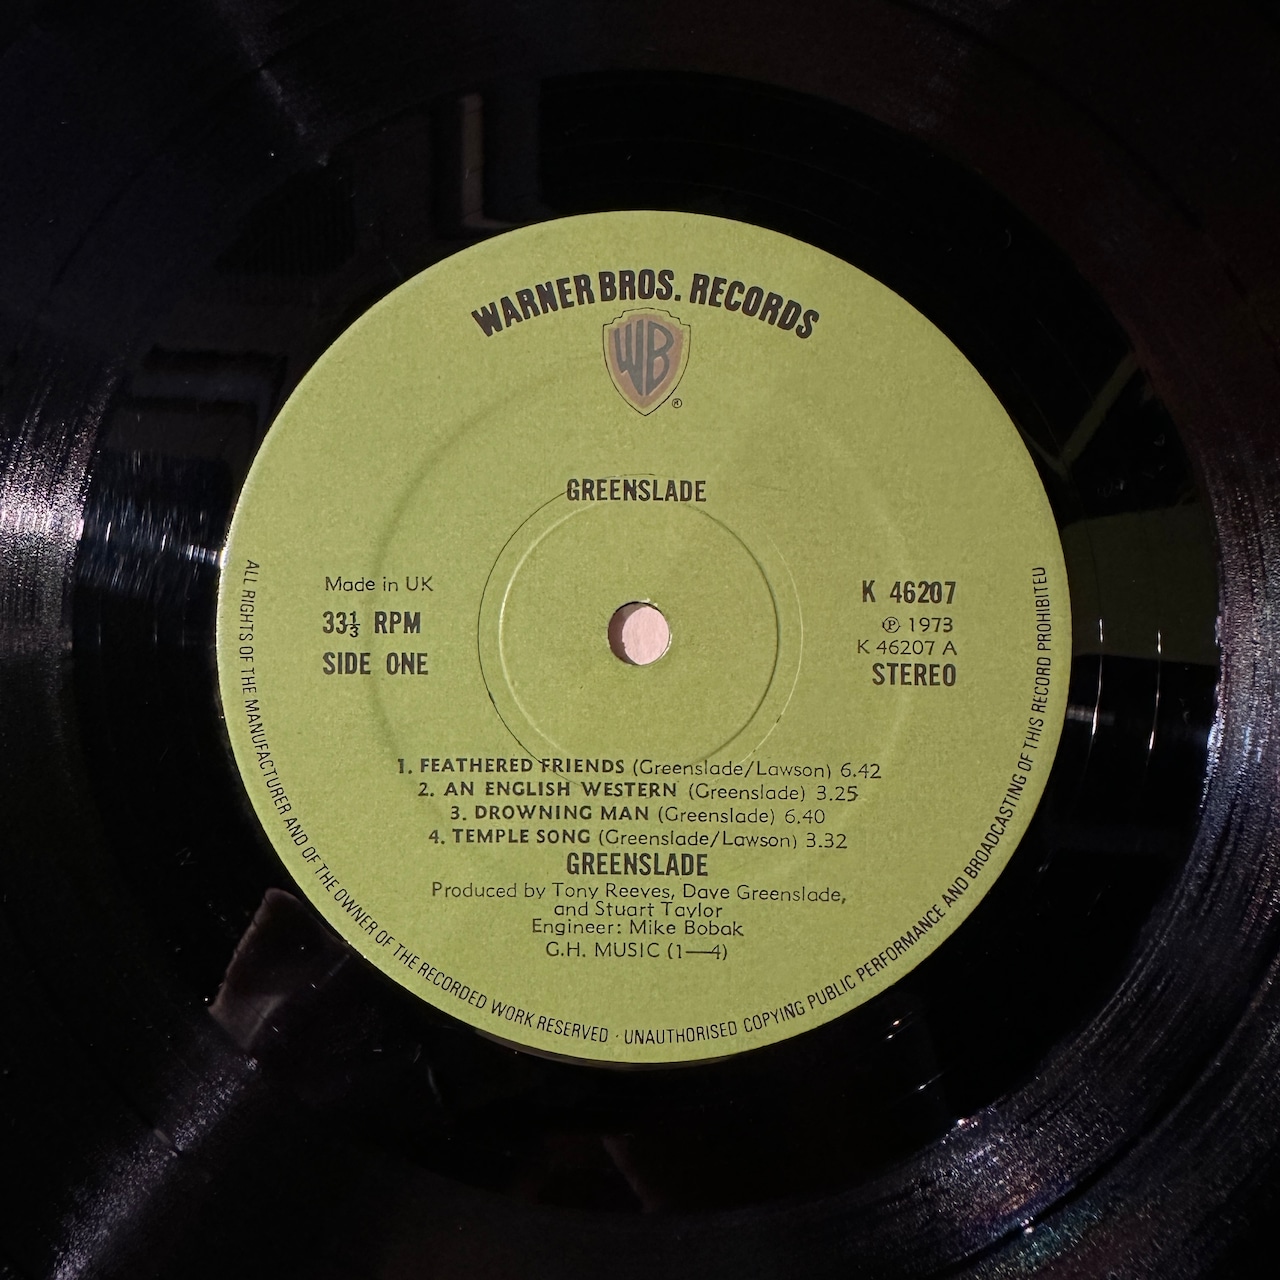 WARNER BROS. RECORDS
WB
®
GREENSLADE
Made in UK
33⅓ RPM
SIDE ONE
K 46207
℗ 1973
K 46207 A
STEREO
1. FEATHERED FRIENDS (Greenslade/Lawson) 6.42
2. AN ENGLISH WESTERN (Greenslade) 3.25
3. DROWNING MAN (Greenslade) 6.40
4. TEMPLE SONG (Greenslade/Lawson) 3.32
GREENSLADE
Produced by Tony Reeves, Dave Greenslade,
and Stuart Taylor
Engineer: Mike Bobak
G.H. MUSIC (1—4)
ALL RIGHTS OF THE MANUFACTURER AND OF THE OWNER OF THE RECORDED WORK RESERVED · UNAUTHORISED COPYING PUBLIC PERFORMANCE AND BROADCASTING OF THIS RECORD PROHIBITED